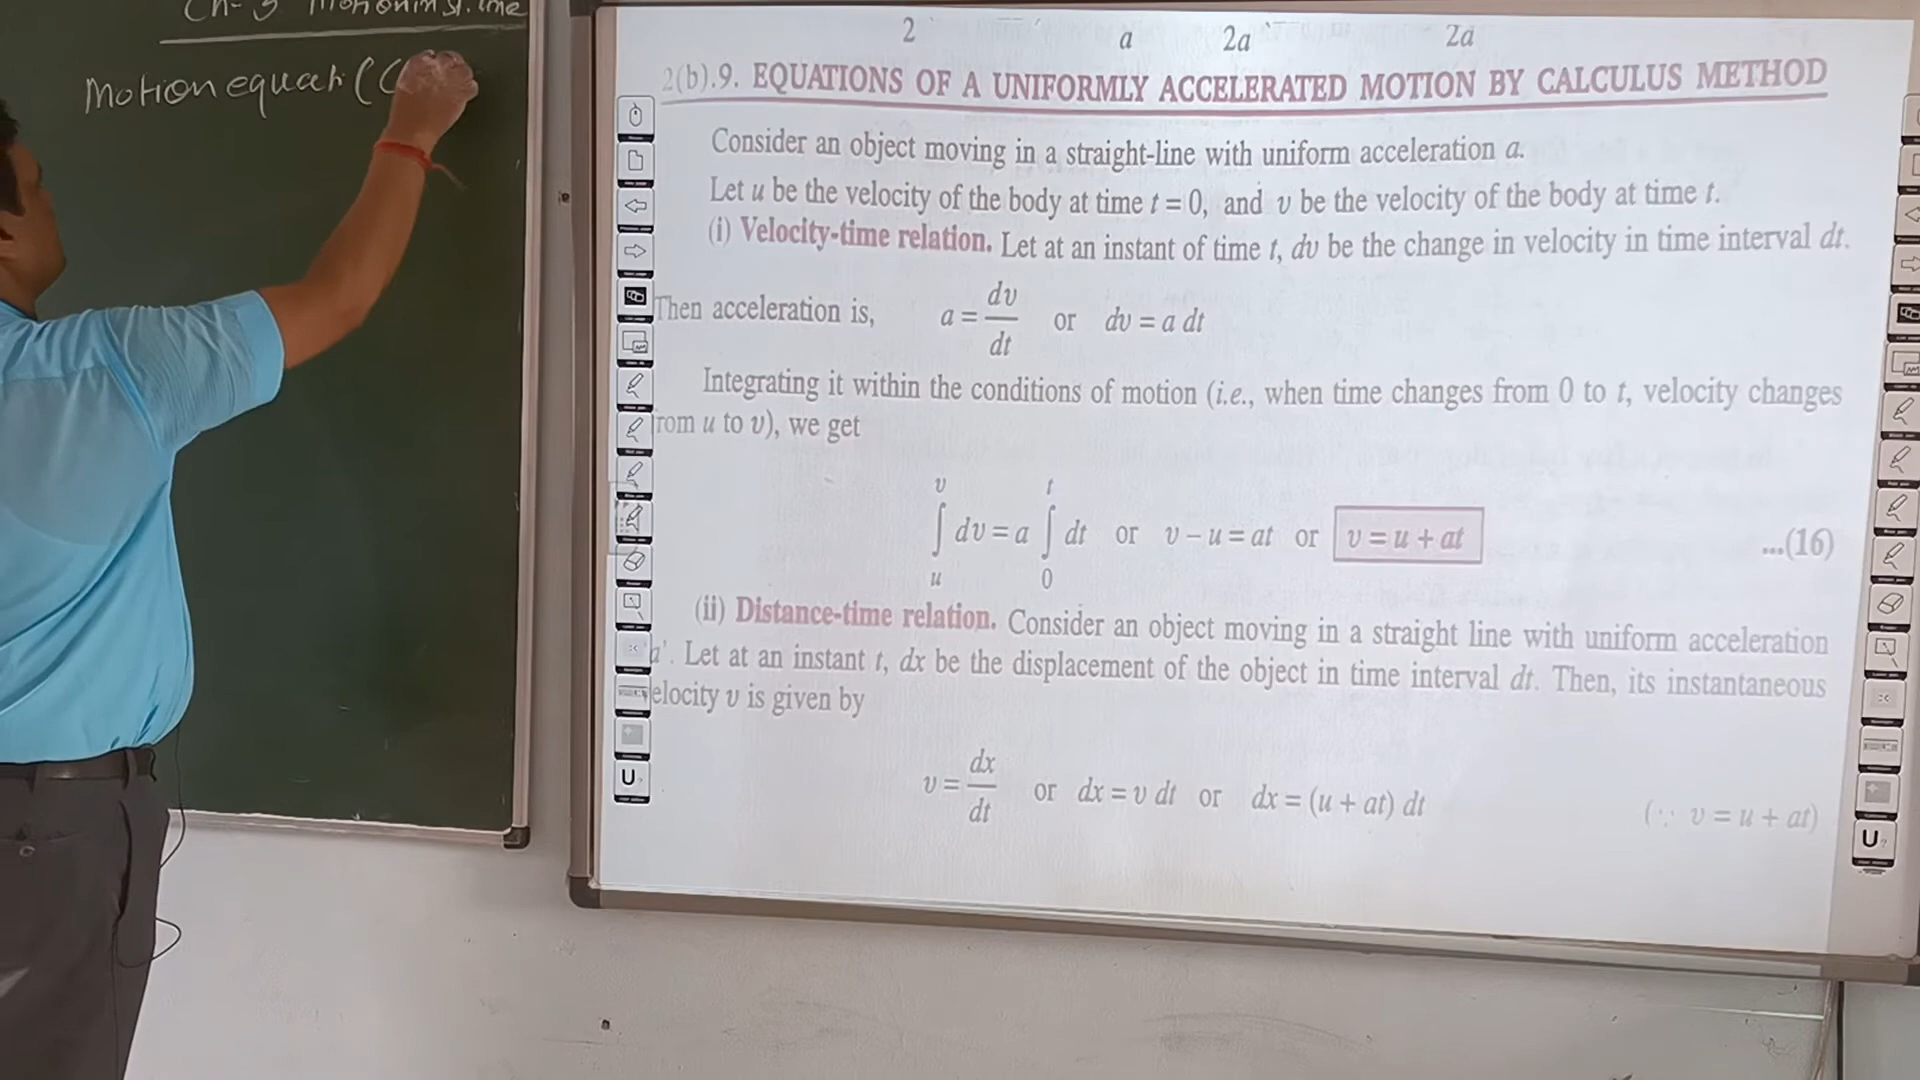 Motion equati (C
2 a 2a 2a
2(b).9. EQUATIONS OF A UNIFORMLY ACCELERATED MOTION BY CALCULUS METHOD
Consider an object moving in a straight-line with uniform acceleration a.
Let u be the velocity of the body at time t = 0, and v be the velocity of the body at time t.
(i) Velocity-time relation. Let at an instant of time t, dv be the change in velocity in time interval dt.
Then acceleration is, a = dv/dt or dv = a dt
Integrating it within the conditions of motion (i.e., when time changes from 0 to t, velocity changes
rom u to v), we get
∫_u^v dv = a ∫_0^t dt or v – u = at or v = u + at ...(16)
(ii) Distance-time relation. Consider an object moving in a straight line with uniform acceleration
a'. Let at an instant t, dx be the displacement of the object in time interval dt. Then, its instantaneous
elocity v is given by
v = dx/dt or dx = v dt or dx = (u + at) dt (∵ v = u + at)
U
U